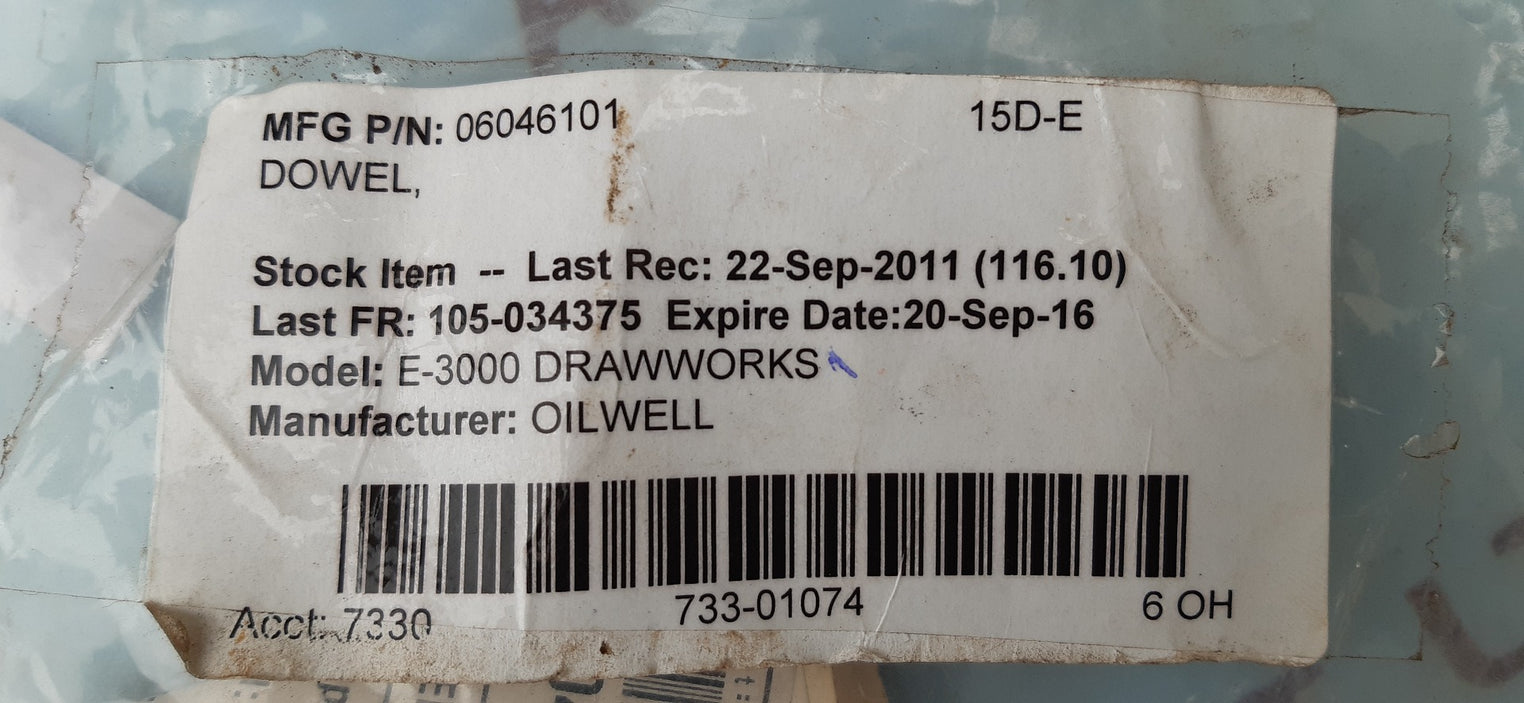 MFG P/N: 06046101 15D-E
DOWEL,
Stock Item -- Last Rec: 22-Sep-2011 (116.10)
Last FR: 105-034375 Expire Date:20-Sep-16
Model: E-3000 DRAWWORKS
Manufacturer: OILWELL
Acct: 7330 733-01074 6 OH